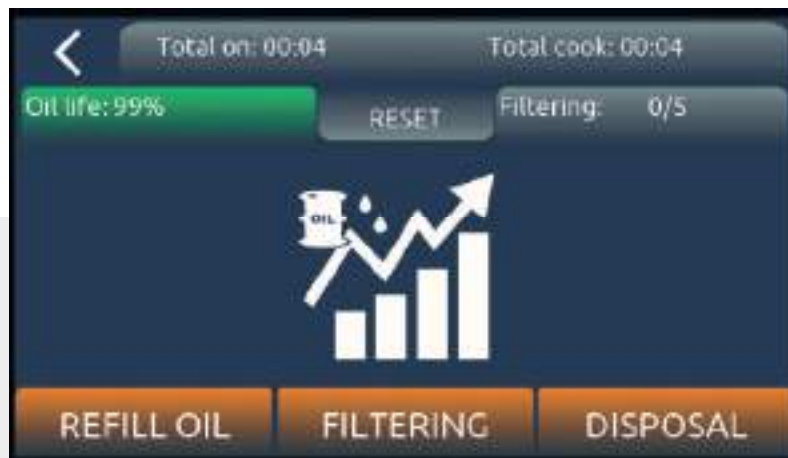 Total on: 00:04 Total cook: 00:04
Oil life: 99% RESET Filtering: 0/5
OIL
REFILL OIL FILTERING DISPOSAL